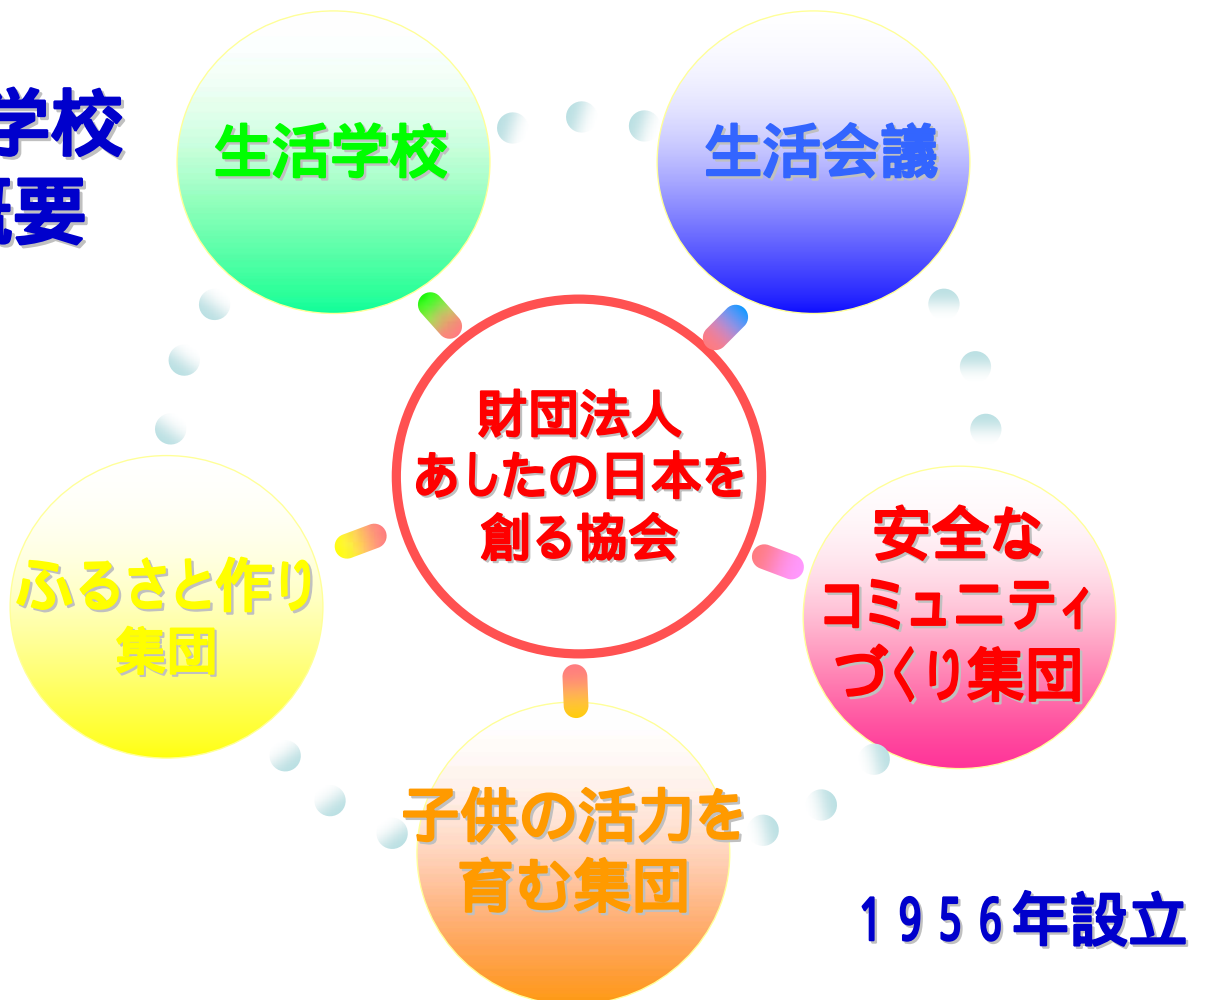 学校
概要
生活学校
生活会議
財団法人
あしたの日本を
創る協会
ふるさと作り
集団
安全な
コミュニティ
づくり集団
子供の活力を
育む集団
1956年設立